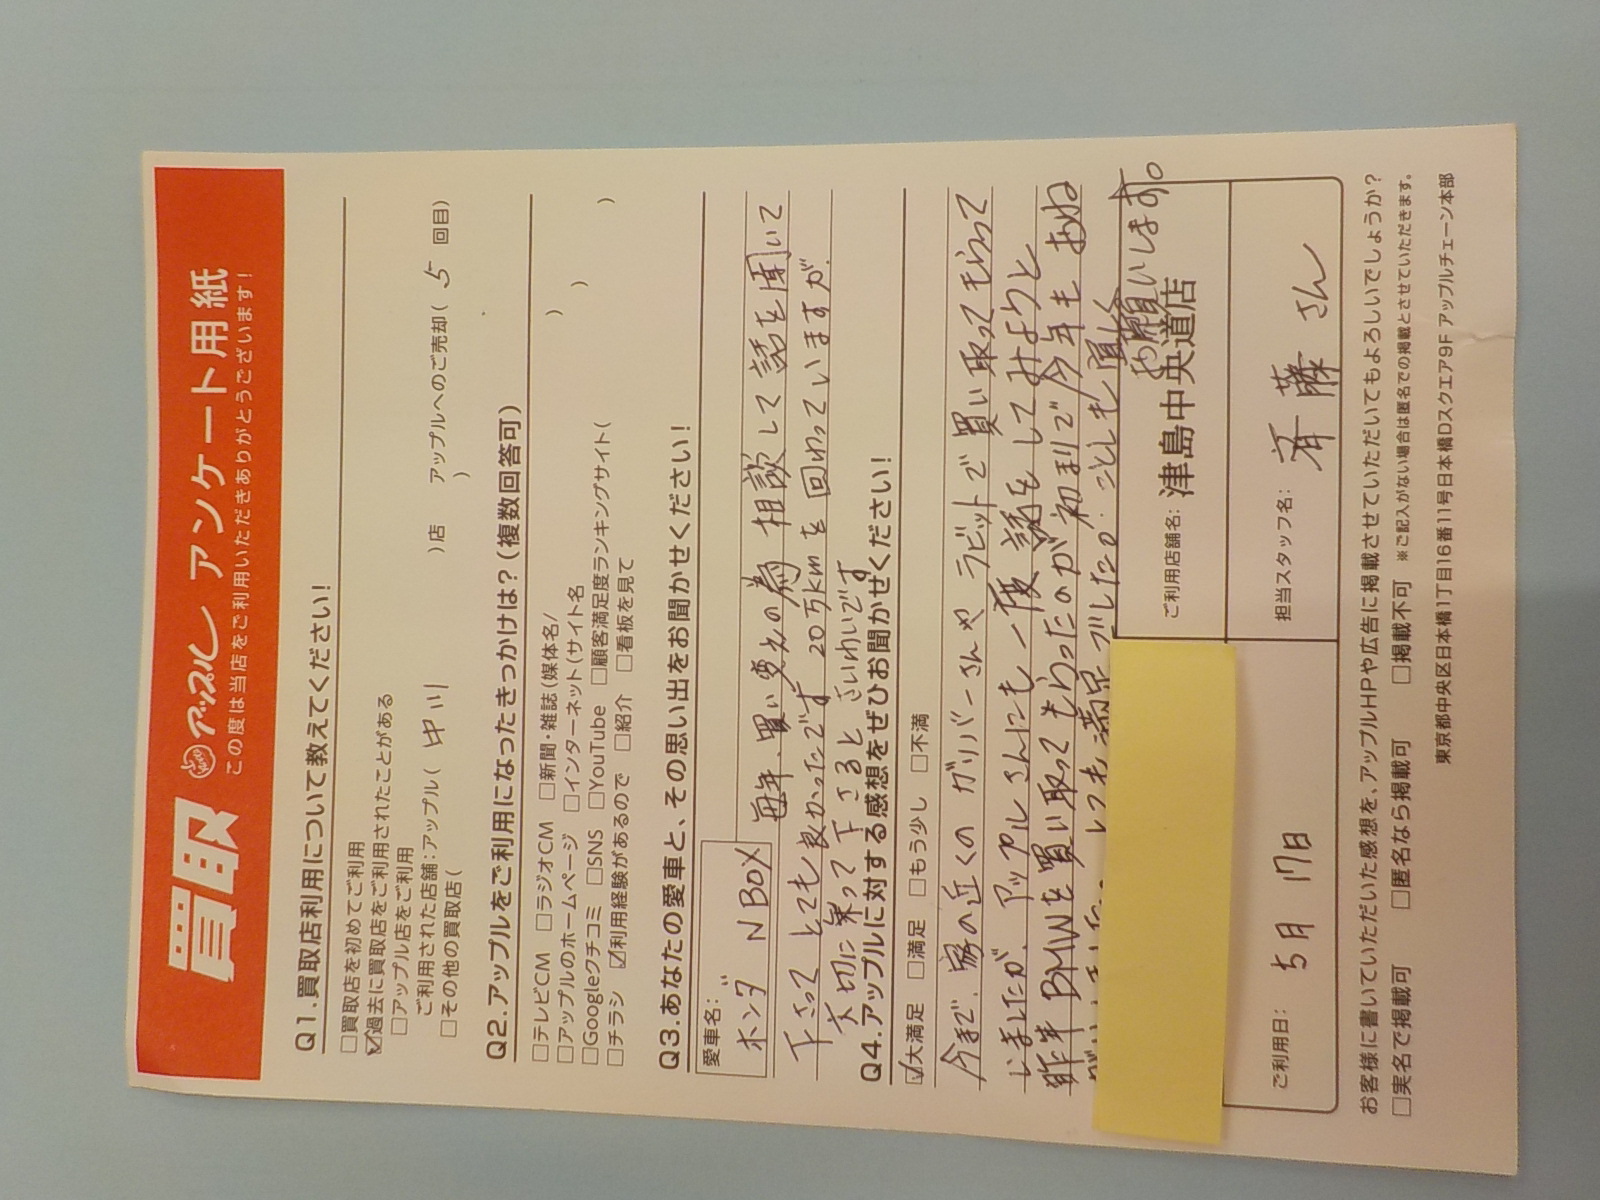 買取 アップル アンケート用紙
この度は当店をご利用いただきありがとうございます!
Q1.買取店利用について教えてください!
□買取店を初めてご利用
☑過去に買取店をご利用されたことがある
□アップル店をご利用
ご利用された店舗:アップル( 中川 )店 アップルへのご売却( 5 回目)
□その他の買取店( )
Q2.アップルをご利用になったきっかけは?(複数回答可)
□テレビCM □ラジオCM □新聞・雑誌(媒体名/ )
□アップルのホームページ □インターネット(サイト名 )
□Googleクチコミ □SNS □YouTube □顧客満足度ランキングサイト( )
□チラシ ☑利用経験があるので □紹介 □看板を見て
Q3.あなたの愛車と、その思い出をお聞かせください!
愛車名:
ホンダ NBOX
毎年、買い変えの為 相談して話を聞いて
下さって とても良かったです 20万kmを回わっていますが、
大切に乗って下さると さいわいです
Q4.アップルに対する感想をぜひお聞かせください!
☑大満足 □満足 □もう少し □不満
今まで、家の近くの ガリバーさんや ラビットで 買い取ってもらって
いましたが、アップルさんにも 一度 話をしてみようと
昨年 BMWを買い取って もらったのが 初まりで 今年も
とても満足でした。
お願いします。
ご利用店舗名: 津島中央道店
ご利用日: 5月 17日
担当スタッフ名: 斉藤 さん
お客様に書いていただいた感想を、アップルHPや広告に掲載させていただいてもよろしいでしょうか?
□実名で掲載可 □匿名なら掲載可 □掲載不可 ※ご記入がない場合は匿名での掲載とさせていただきます。
東京都中央区日本橋1丁目16番11号日本橋Dスクエア9F アップルチェーン本部